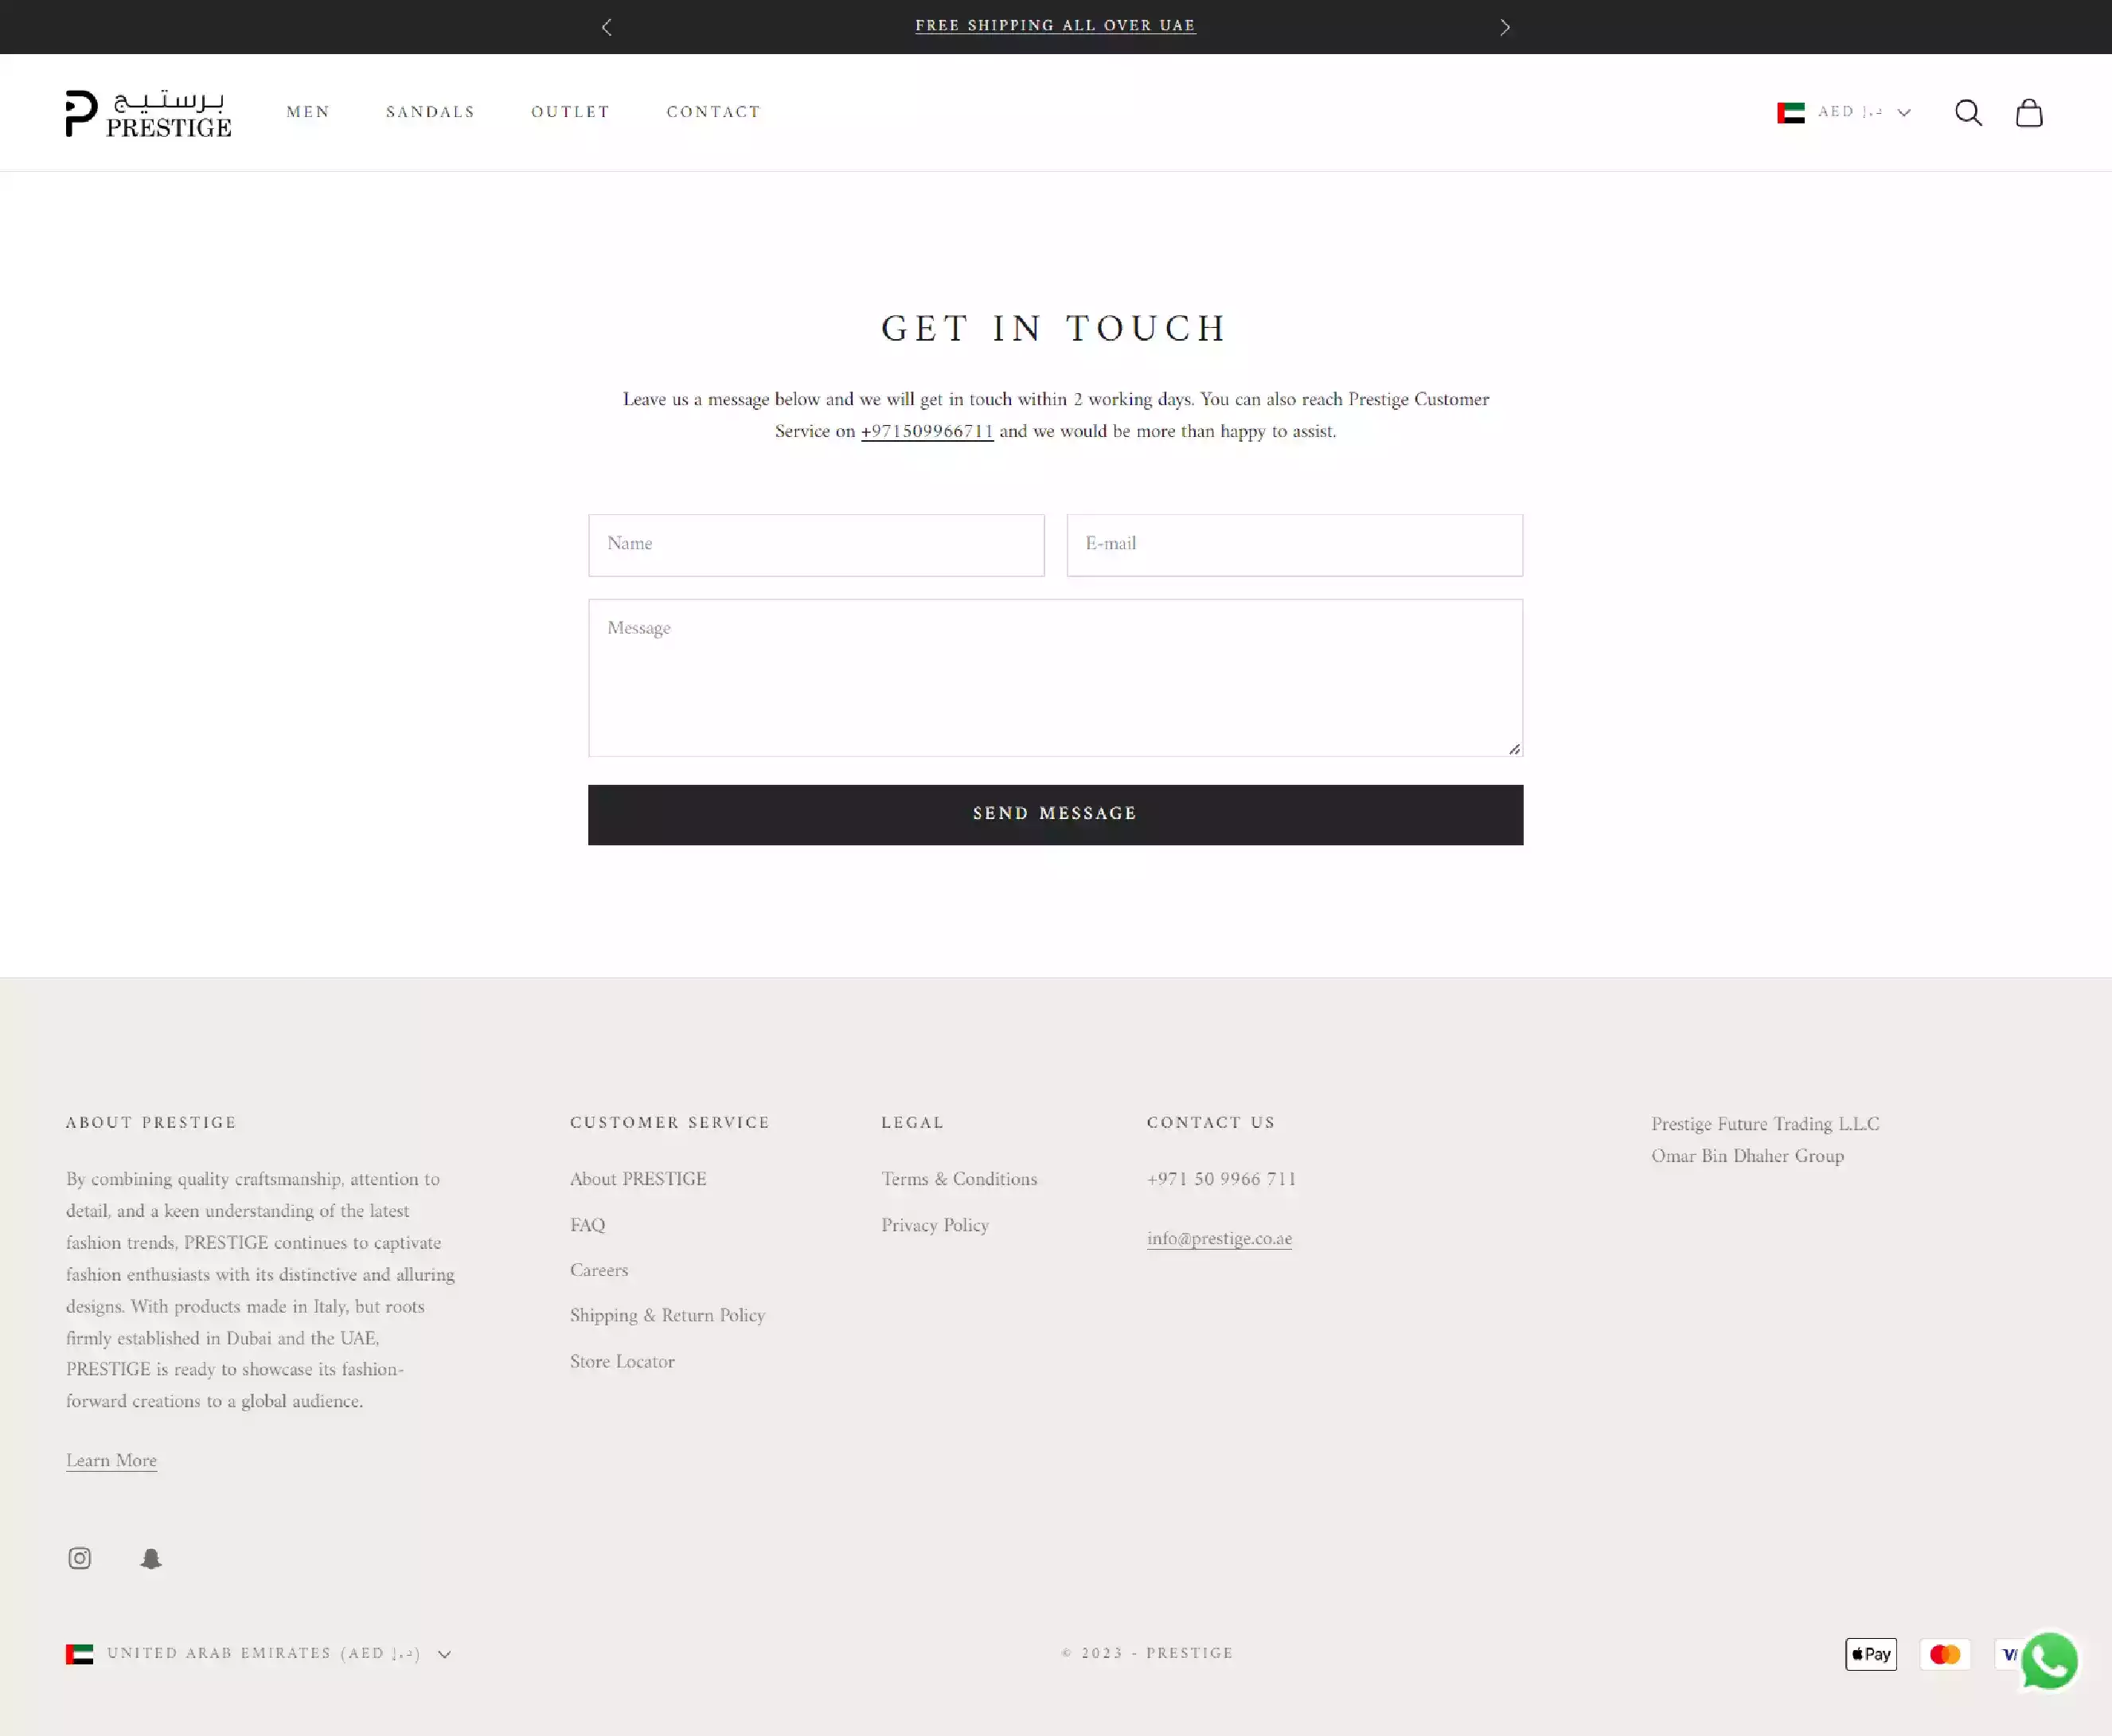 FREE SHIPPING ALL OVER UAE
برستيج
PRESTIGE
MEN
SANDALS
OUTLET
CONTACT
AED د.إ
GET IN TOUCH
Leave us a message below and we will get in touch within 2 working days. You can also reach Prestige Customer
Service on +971509966711 and we would be more than happy to assist.
Name
E-mail
Message
SEND MESSAGE
ABOUT PRESTIGE
By combining quality craftsmanship, attention to
detail, and a keen understanding of the latest
fashion trends, PRESTIGE continues to captivate
fashion enthusiasts with its distinctive and alluring
designs. With products made in Italy, but roots
firmly established in Dubai and the UAE,
PRESTIGE is ready to showcase its fashion-
forward creations to a global audience.
Learn More
CUSTOMER SERVICE
About PRESTIGE
FAQ
Careers
Shipping & Return Policy
Store Locator
LEGAL
Terms & Conditions
Privacy Policy
CONTACT US
+971 50 9966 711
info@prestige.co.ae
Prestige Future Trading L.L.C
Omar Bin Dhaher Group
UNITED ARAB EMIRATES (AED د.إ)
© 2023 - PRESTIGE
Pay